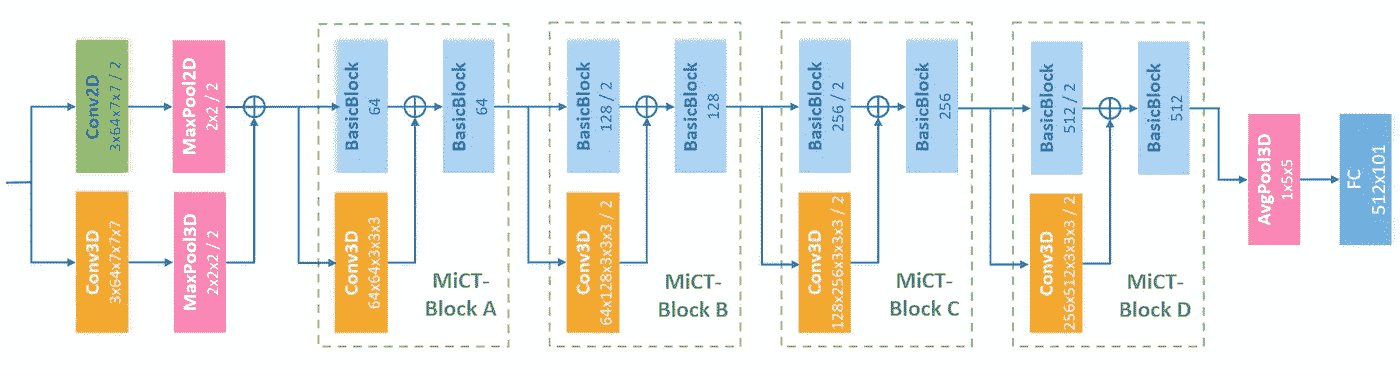 Conv2D
3x64x7x7 / 2
MaxPool2D
2x2 / 2
Conv3D
3x64x7x7x7
MaxPool3D
2x2x2 / 2
BasicBlock
64
BasicBlock
64
Conv3D
64x64x3x3x3
MiCT-
Block A
BasicBlock
128 / 2
BasicBlock
128
Conv3D
64x128x3x3x3 / 2
MiCT-
Block B
BasicBlock
256 / 2
BasicBlock
256
Conv3D
128x256x3x3x3 / 2
MiCT-
Block C
BasicBlock
512 / 2
BasicBlock
512
Conv3D
256x512x3x3x3 / 2
MiCT-
Block D
AvgPool3D
1x5x5
FC
512x101